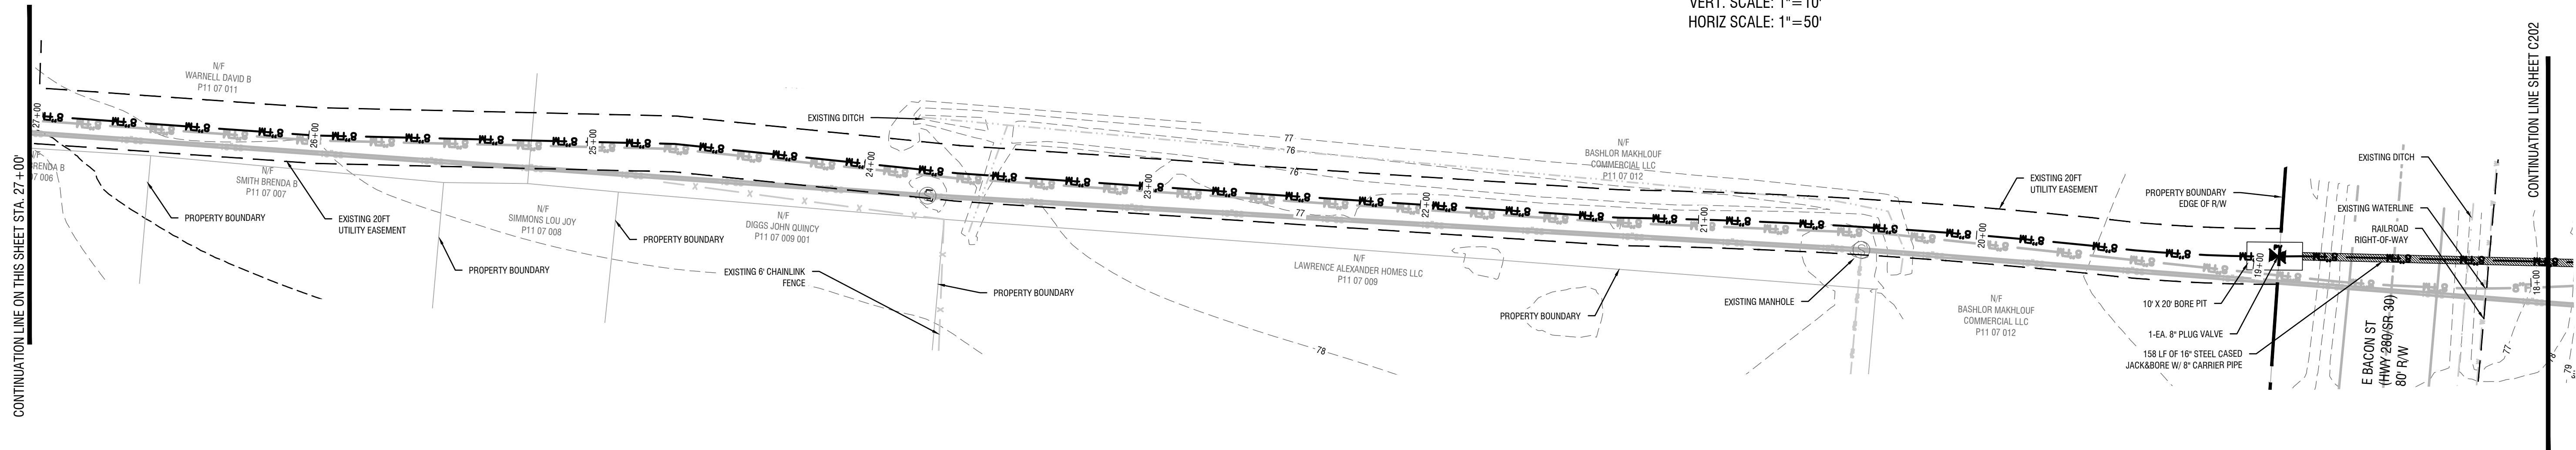 VERT. SCALE: 1"=10'
HORIZ SCALE: 1"=50'
CONTINUATION LINE ON THIS SHEET STA. 27+00'
27+00
N/F
WARNELL DAVID B
P11 07 011
N/F
SMITH BRENDA B
P11 07 007
PROPERTY BOUNDARY
26+00
EXISTING 20FT
UTILITY EASEMENT
N/F
SIMMONS LOU JOY
P11 07 008
PROPERTY BOUNDARY
25+00
PROPERTY BOUNDARY
N/F
DIGGS JOHN QUINCY
P11 07 009 001
EXISTING DITCH
24+00
EXISTING 6' CHAINLINK
FENCE
PROPERTY BOUNDARY
23+00
77
76
76
77
78
N/F
LAWRENCE ALEXANDER HOMES LLC
P11 07 009
22+00
PROPERTY BOUNDARY
N/F
BASHLOR MAKHLOUF
COMMERCIAL LLC
P11 07 012
21+00
EXISTING MANHOLE
20+00
EXISTING 20FT
UTILITY EASEMENT
N/F
BASHLOR MAKHLOUF
COMMERCIAL LLC
P11 07 012
PROPERTY BOUNDARY
EDGE OF R/W
19+00
10' X 20' BORE PIT
1-EA. 8" PLUG VALVE
158 LF OF 16" STEEL CASED
JACK&BORE W/ 8" CARRIER PIPE
EXISTING DITCH
EXISTING WATERLINE
RAILROAD
RIGHT-OF-WAY
E BACON ST
(HWY 280/SR 30)
80' R/W
18+00
77
78
79
CONTINUATION LINE SHEET C202
8"FM